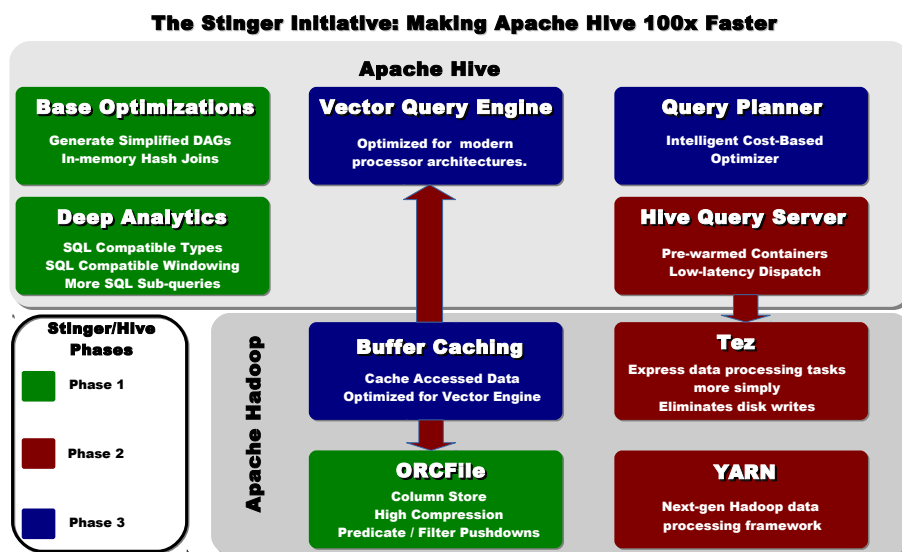 The Stinger Initiative: Making Apache Hive 100x Faster
Apache Hive
Base Optimizations
Generate Simplified DAGs
In-memory Hash Joins
Vector Query Engine
Optimized for modern
processor architectures.
Query Planner
Intelligent Cost-Based
Optimizer
Deep Analytics
SQL Compatible Types
SQL Compatible Windowing
More SQL Sub-queries
Hive Query Server
Pre-warmed Containers
Low-latency Dispatch
Stinger/Hive
Phases
Phase 1
Phase 2
Phase 3
Apache Hadoop
Buffer Caching
Cache Accessed Data
Optimized for Vector Engine
Tez
Express data processing tasks
more simply
Eliminates disk writes
ORCFile
Column Store
High Compression
Predicate / Filter Pushdowns
YARN
Next-gen Hadoop data
processing framework